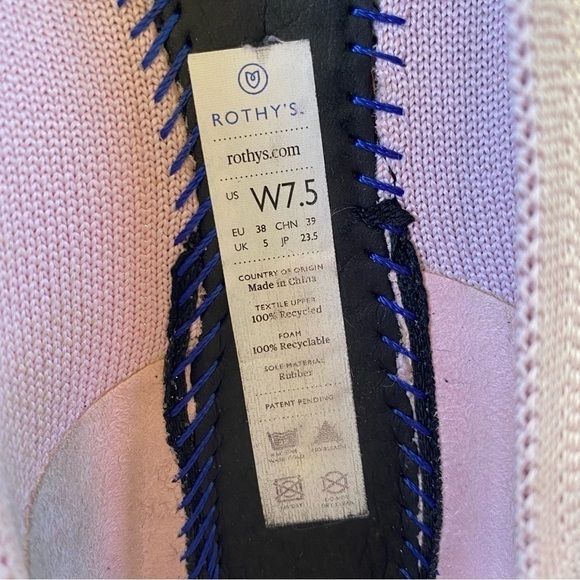 ROTHY'S
rothys.com
US W7.5
EU 38 CHN 39
UK 5 JP 23.5
COUNTRY OF ORIGIN
Made in China
TEXTILE UPPER
100% Recycled
FOAM
100% Recyclable
SOLE MATERIAL
Rubber
PATENT PENDING